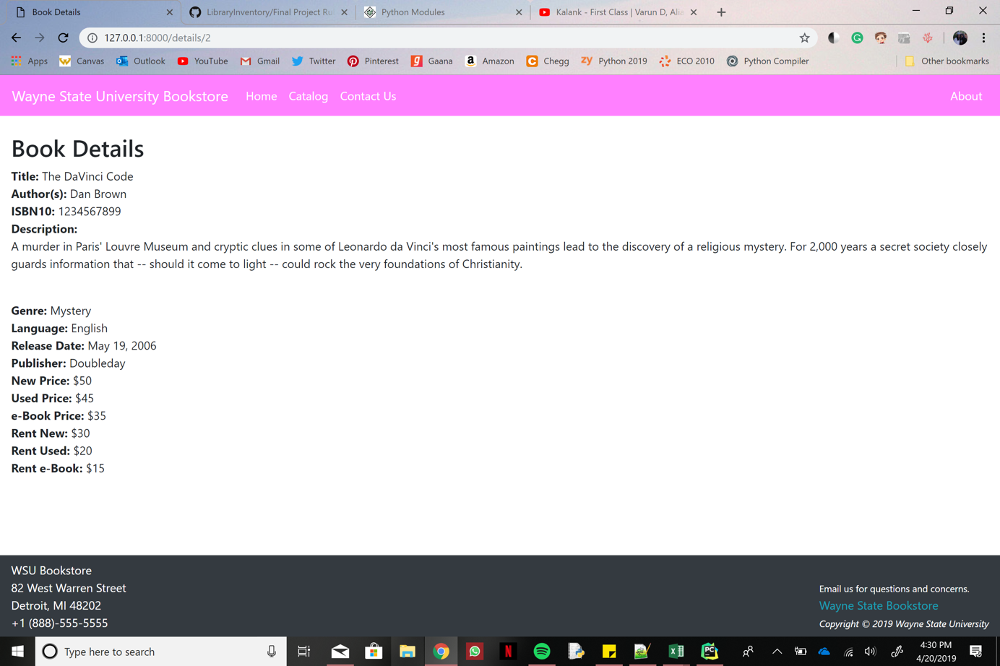 Book Details
LibraryInventory/Final Project Ru
Python Modules
Kalank - First Class | Varun D, Alia
127.0.0.1:8000/details/2
Apps
Canvas
Outlook
YouTube
Gmail
Twitter
Pinterest
Gaana
Amazon
Chegg
zy Python 2019
ECO 2010
Python Compiler
Other bookmarks
Wayne State University Bookstore Home Catalog Contact Us About
Book Details
Title: The DaVinci Code
Author(s): Dan Brown
ISBN10: 1234567899
Description:
A murder in Paris' Louvre Museum and cryptic clues in some of Leonardo da Vinci's most famous paintings lead to the discovery of a religious mystery. For 2,000 years a secret society closely
guards information that -- should it come to light -- could rock the very foundations of Christianity.
Genre: Mystery
Language: English
Release Date: May 19, 2006
Publisher: Doubleday
New Price: $50
Used Price: $45
e-Book Price: $35
Rent New: $30
Rent Used: $20
Rent e-Book: $15
WSU Bookstore
82 West Warren Street
Detroit, MI 48202
+1 (888)-555-5555
Email us for questions and concerns.
Wayne State Bookstore
Copyright © 2019 Wayne State University
Type here to search
4:30 PM
4/20/2019